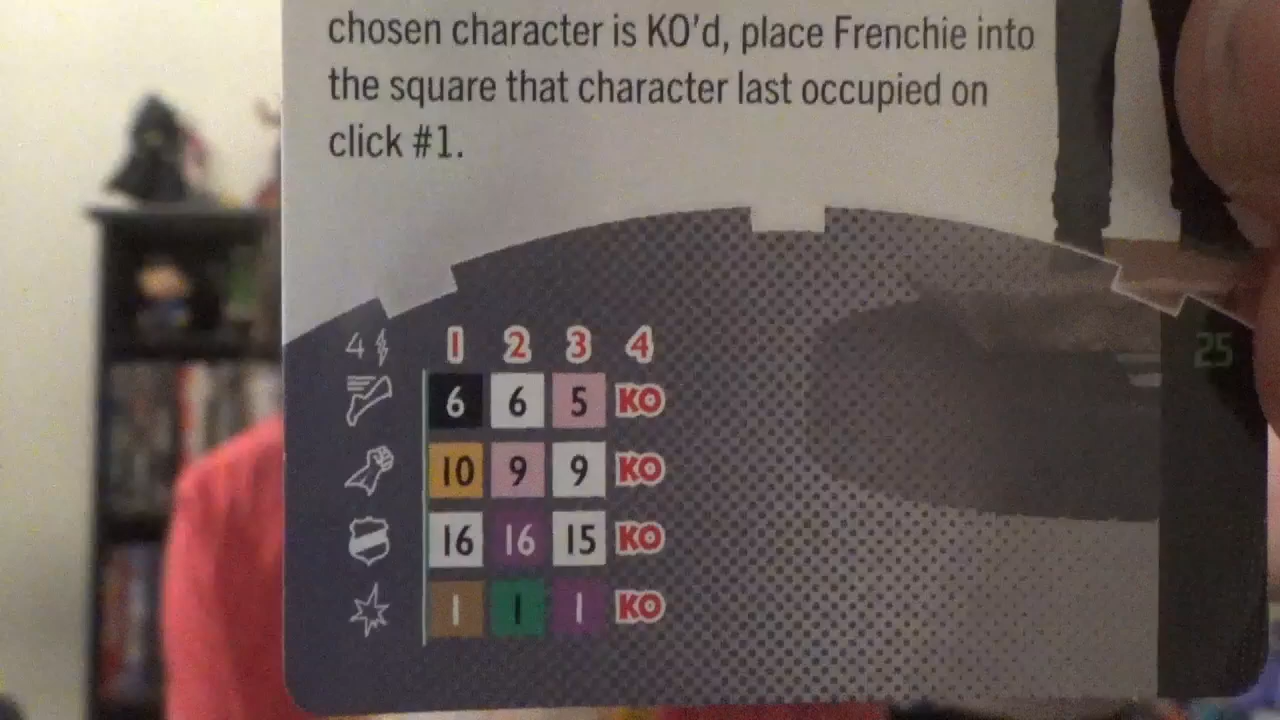 chosen character is KO'd, place Frenchie into
the square that character last occupied on
click #1.
4 1 2 3 4 25
6 6 5 KO
10 9 9 KO
16 16 15 KO
1 1 1 KO